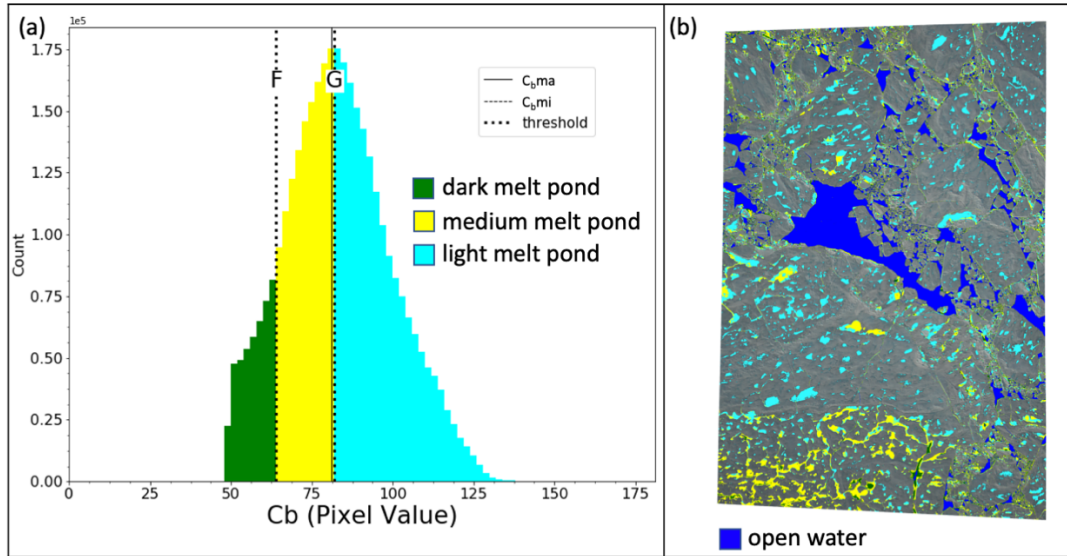 (a)
1e5
1.75
1.50
1.25
1.00
0.75
0.50
0.25
0.00
Count
F
G
C_bma
C_bmi
threshold
dark melt pond
medium melt pond
light melt pond
0 25 50 75 100 125 150 175
Cb (Pixel Value)
(b)
open water